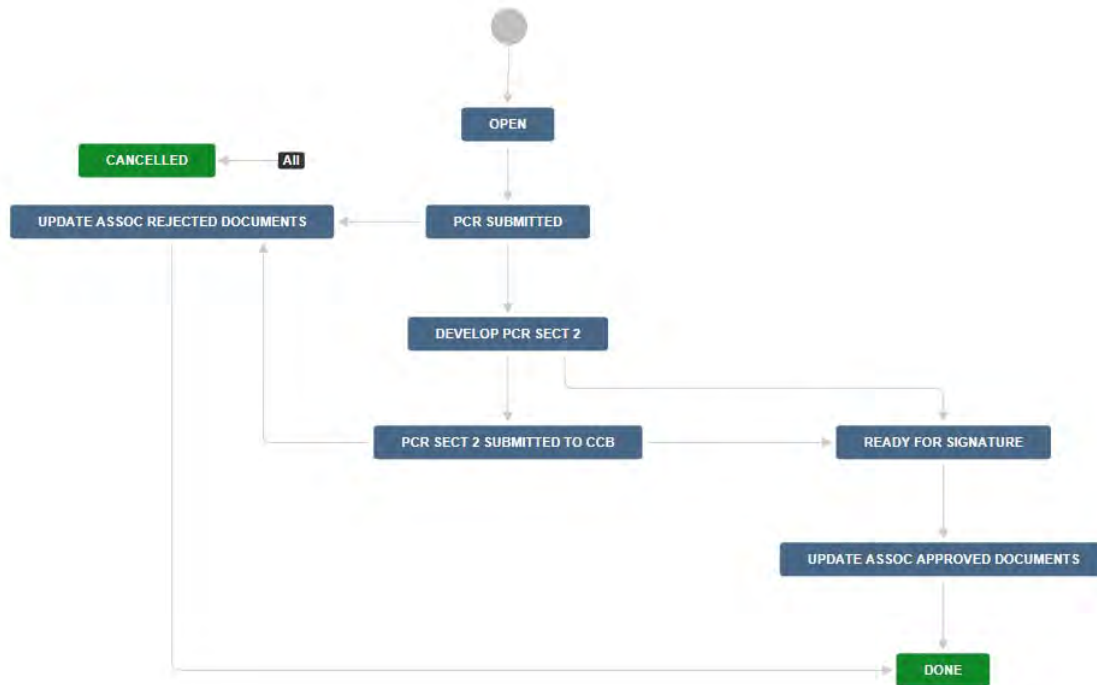 OPEN
CANCELLED
All
UPDATE ASSOC REJECTED DOCUMENTS
PCR SUBMITTED
DEVELOP PCR SECT 2
PCR SECT 2 SUBMITTED TO CCB
READY FOR SIGNATURE
UPDATE ASSOC APPROVED DOCUMENTS
DONE